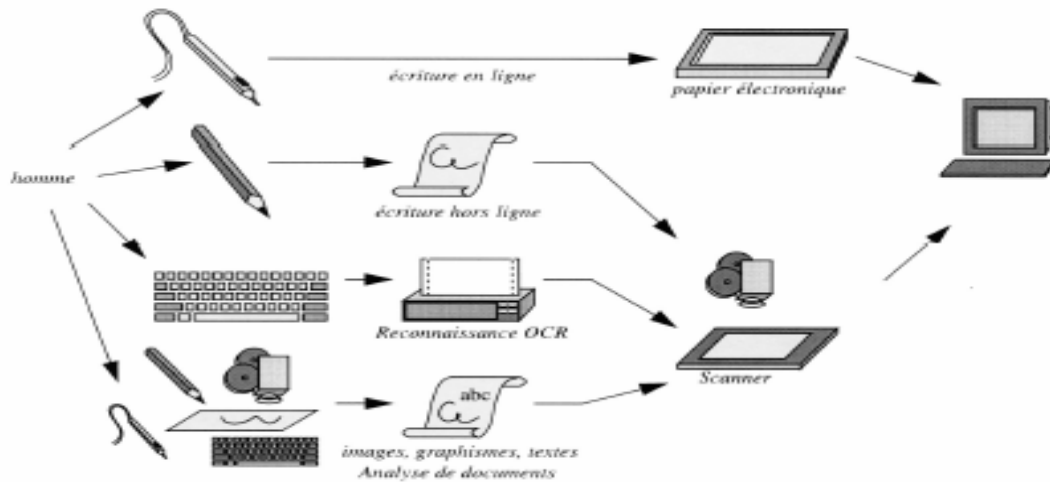 écriture en ligne
papier électronique
homme
écriture hors ligne
Reconnaissance OCR
Scanner
abc
images, graphismes, textes
Analyse de documents